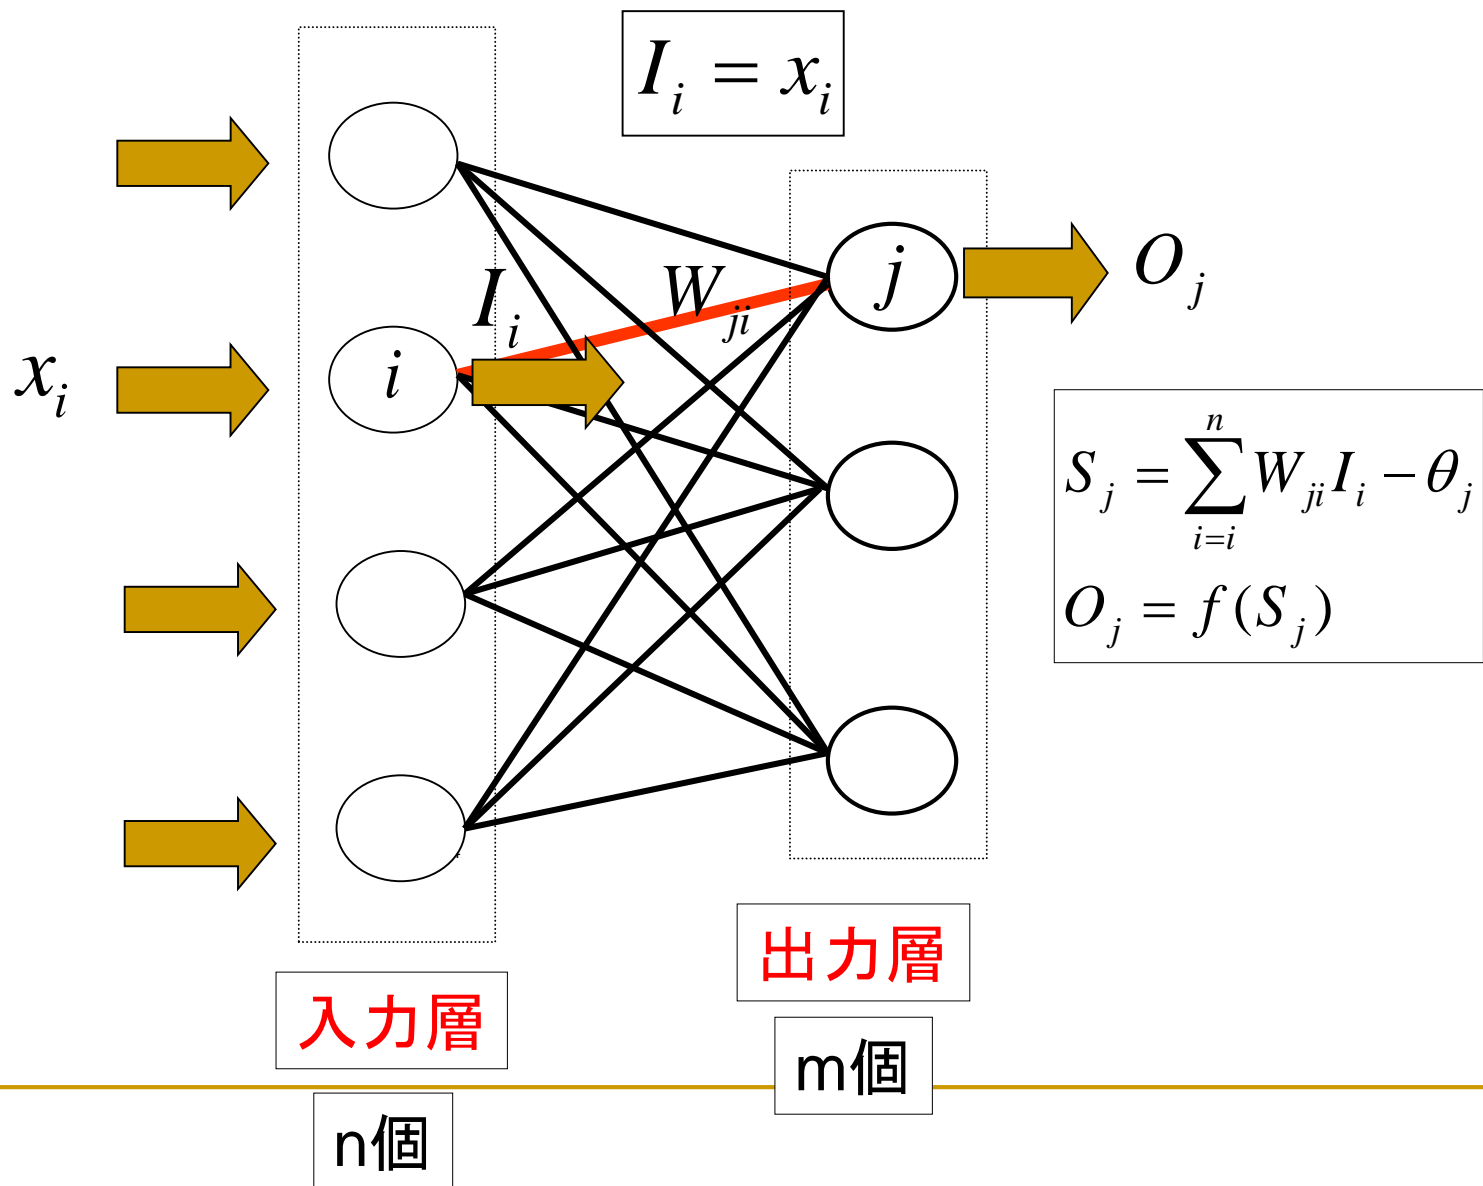 I_i = x_i
x_i
i
I_i
W_ji
j
O_j
S_j = ∑_{i=i}^{n} W_ji I_i − θ_j
O_j = f(S_j)
出力層
入力層
m個
n個